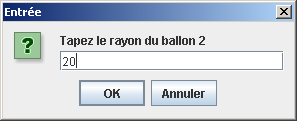 Entrée
?
Tapez le rayon du ballon 2
20
OK
Annuler